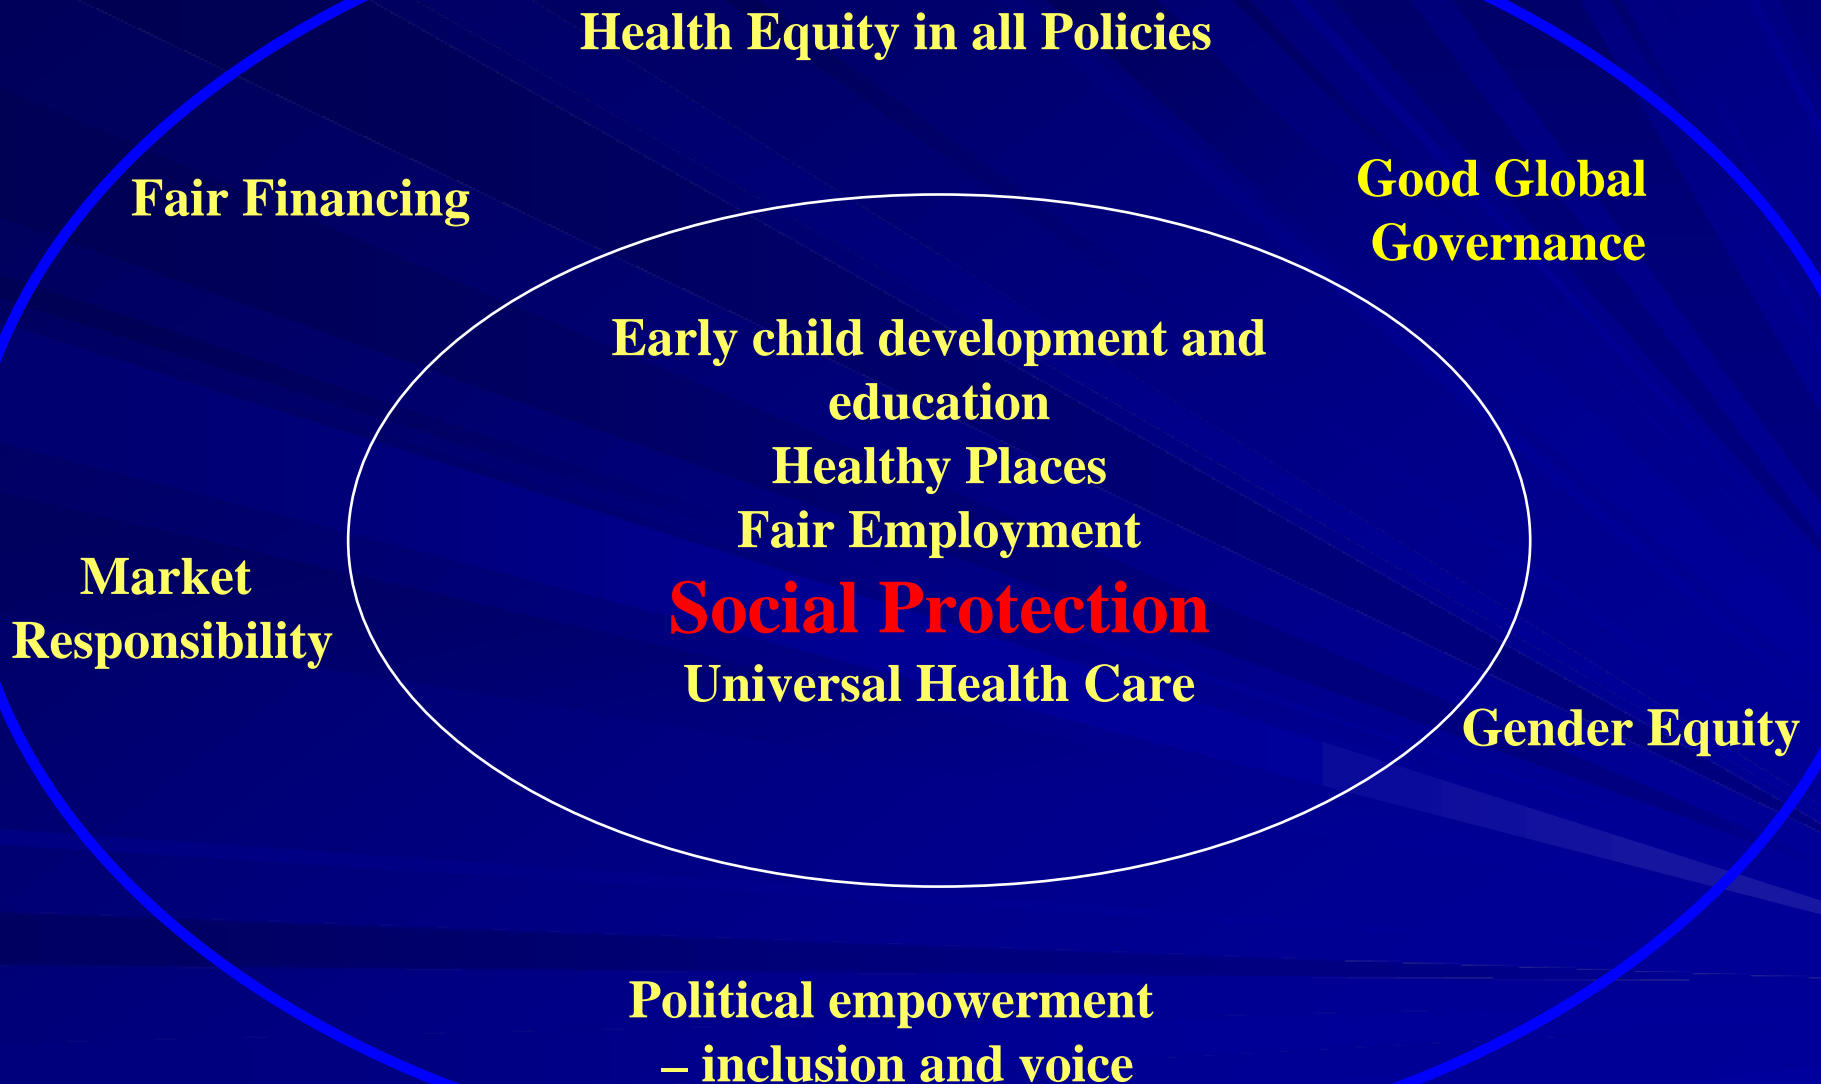 Health Equity in all Policies
Fair Financing
Good Global
Governance
Early child development and
education
Healthy Places
Fair Employment
Social Protection
Universal Health Care
Market
Responsibility
Gender Equity
Political empowerment
– inclusion and voice